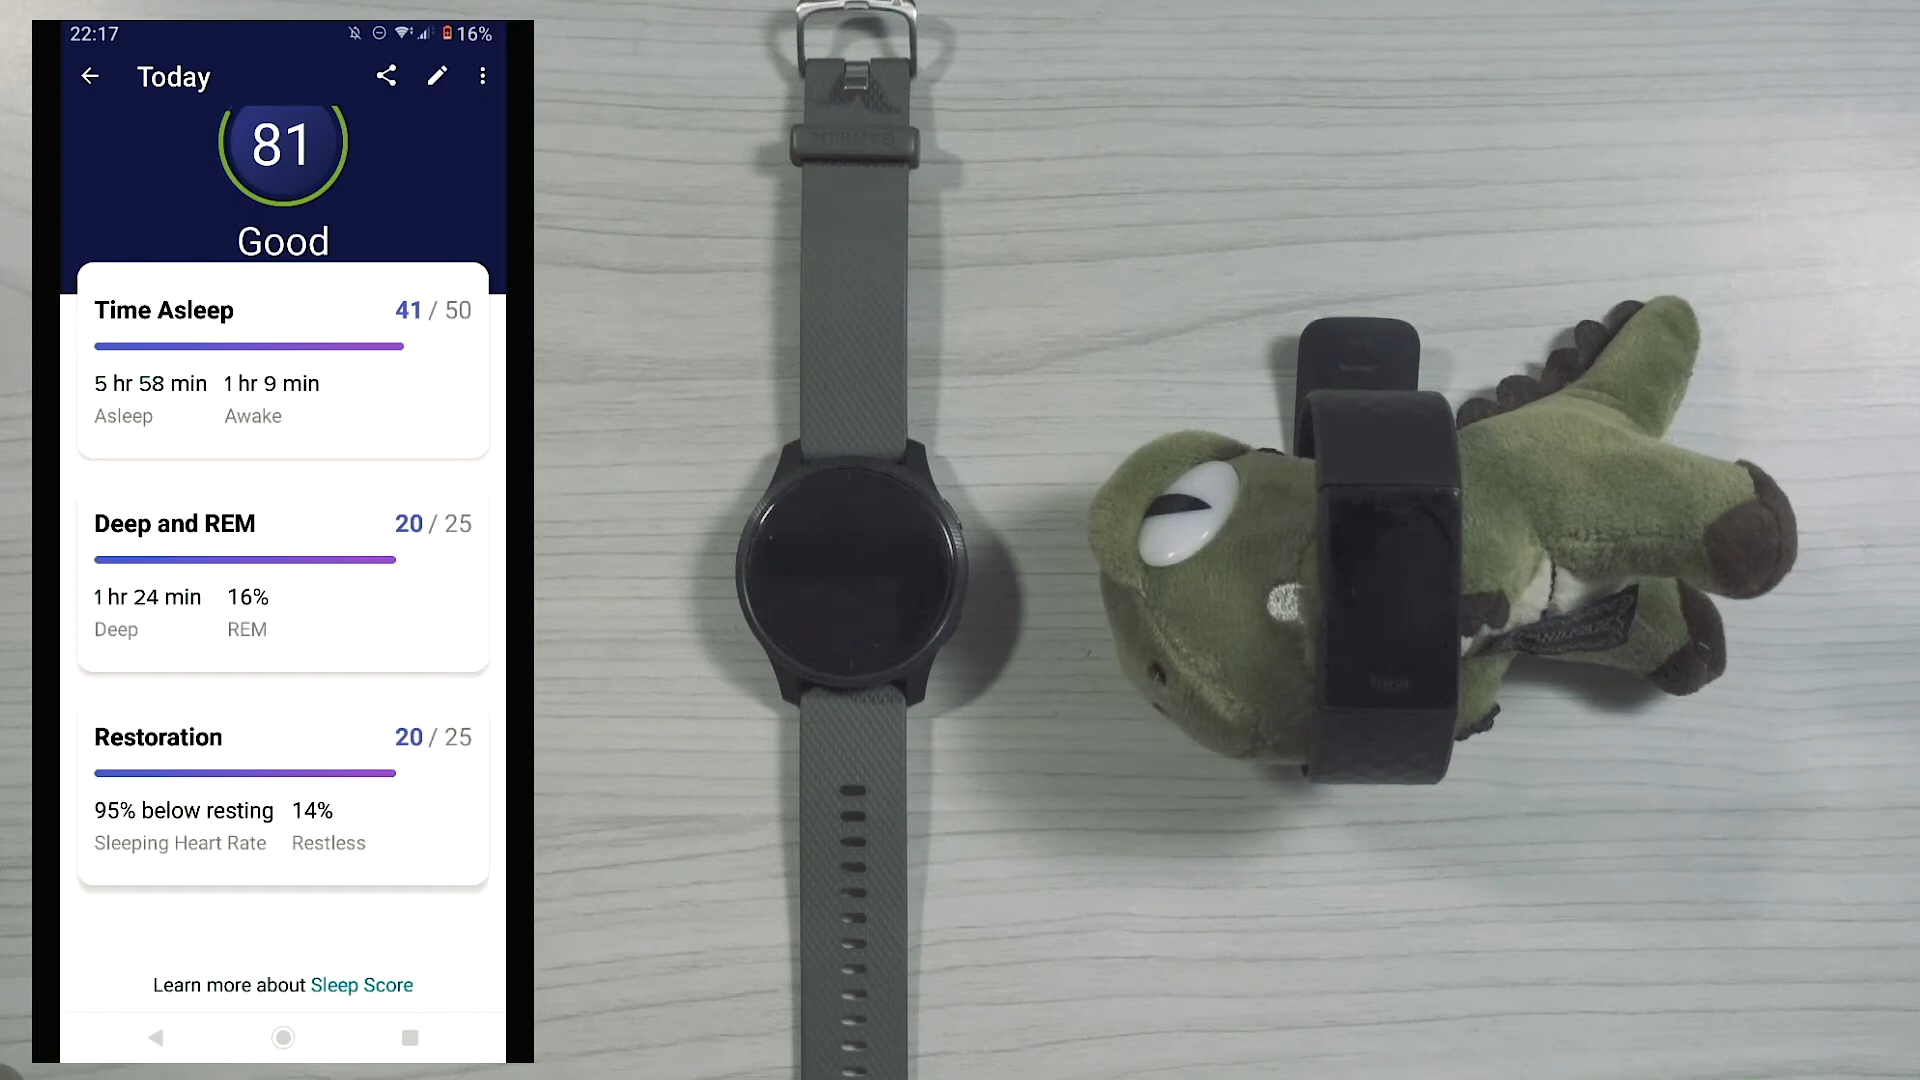 22:17
16%
Today
81
Good
Time Asleep 41 / 50
5 hr 58 min 1 hr 9 min
Asleep Awake
Deep and REM 20 / 25
1 hr 24 min 16%
Deep REM
Restoration 20 / 25
95% below resting 14%
Sleeping Heart Rate Restless
Learn more about Sleep Score